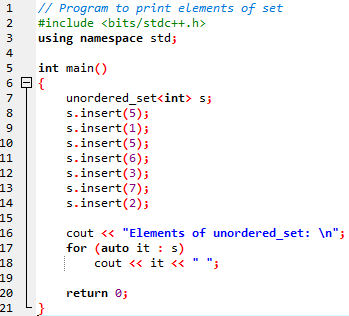 1 // Program to print elements of set
2 #include <bits/stdc++.h>
3 using namespace std;
4
5 int main()
6 {
7 unordered_set<int> s;
8 s.insert(5);
9 s.insert(1);
10 s.insert(5);
11 s.insert(6);
12 s.insert(3);
13 s.insert(7);
14 s.insert(2);
15
16 cout << "Elements of unordered_set: \n";
17 for (auto it : s)
18 cout << it << " ";
19
20 return 0;
21 }